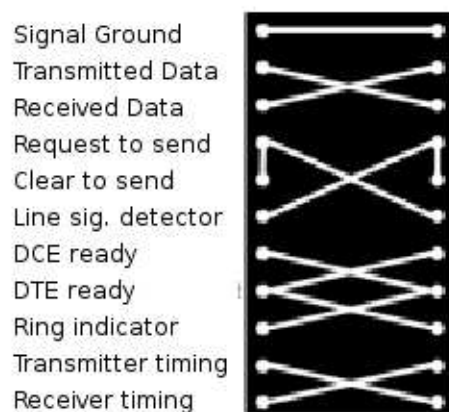 Signal Ground
Transmitted Data
Received Data
Request to send
Clear to send
Line sig. detector
DCE ready
DTE ready
Ring indicator
Transmitter timing
Receiver timing